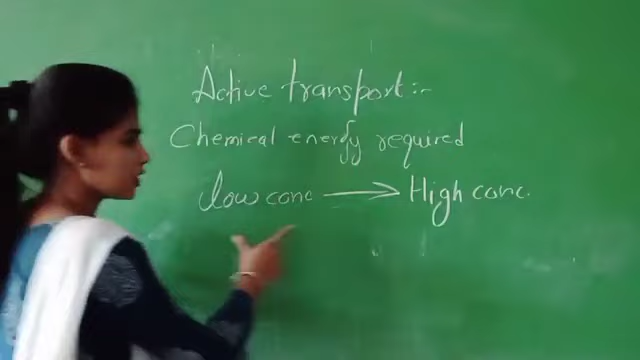 Active transport:-
Chemical energy required
low conc → High conc.